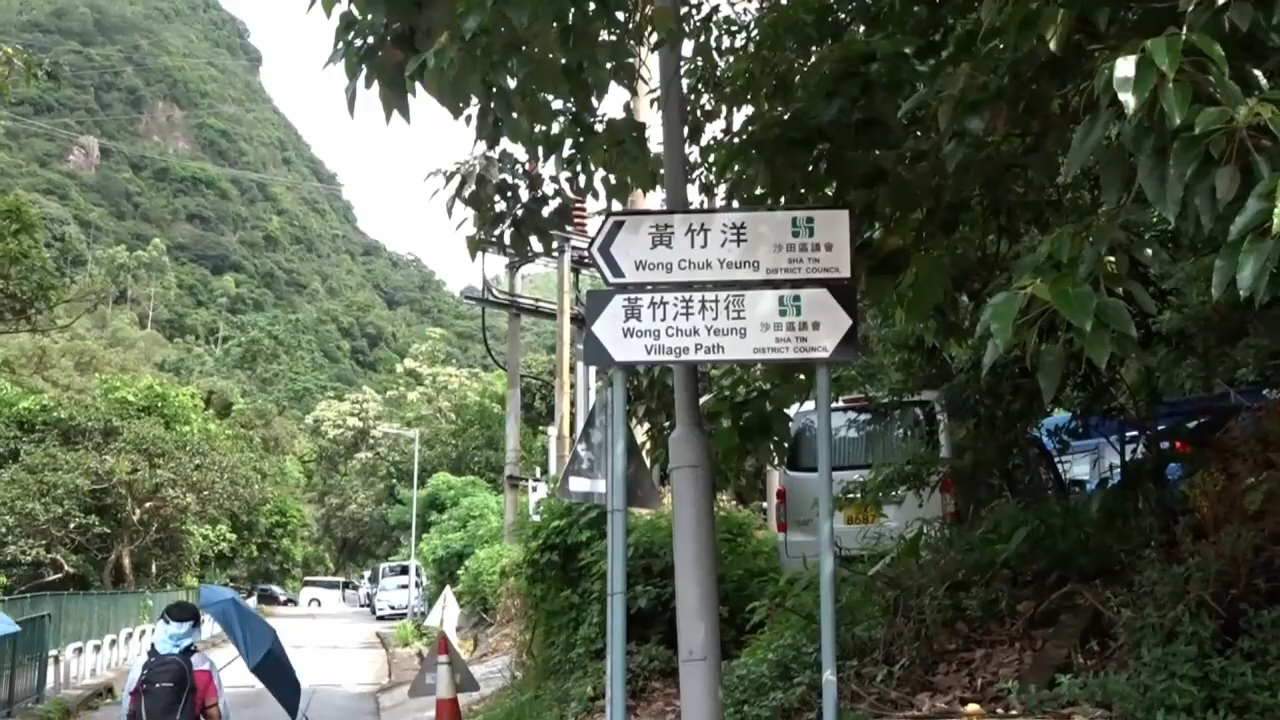 黃竹洋
Wong Chuk Yeung
沙田區議會
SHA TIN
DISTRICT COUNCIL
黃竹洋村徑
Wong Chuk Yeung
Village Path
沙田區議會
SHA TIN
DISTRICT COUNCIL
8687